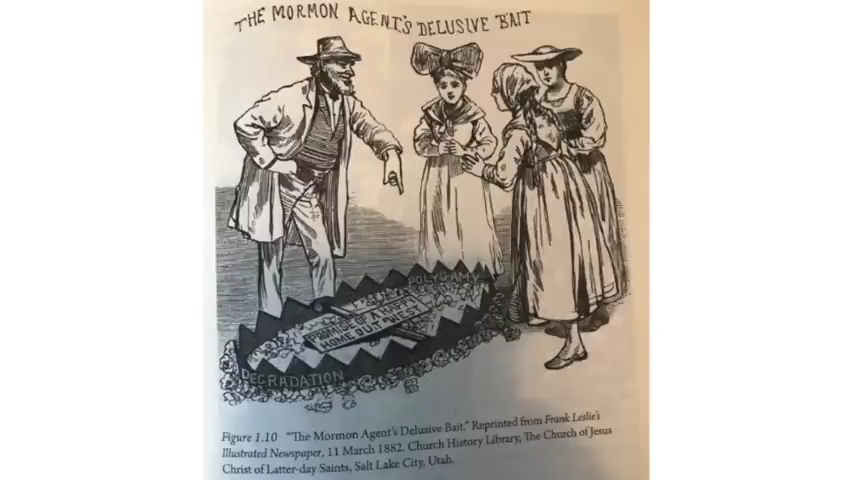 THE MORMON AGENT'S DELUSIVE BAIT
POLYGAMY
PROMISE OF A HAPPY
HOME OUT WEST
DEGRADATION
Figure 1.10 "The Mormon Agent's Delusive Bait." Reprinted from Frank Leslie's
Illustrated Newspaper, 11 March 1882. Church History Library, The Church of Jesus
Christ of Latter-day Saints, Salt Lake City, Utah.